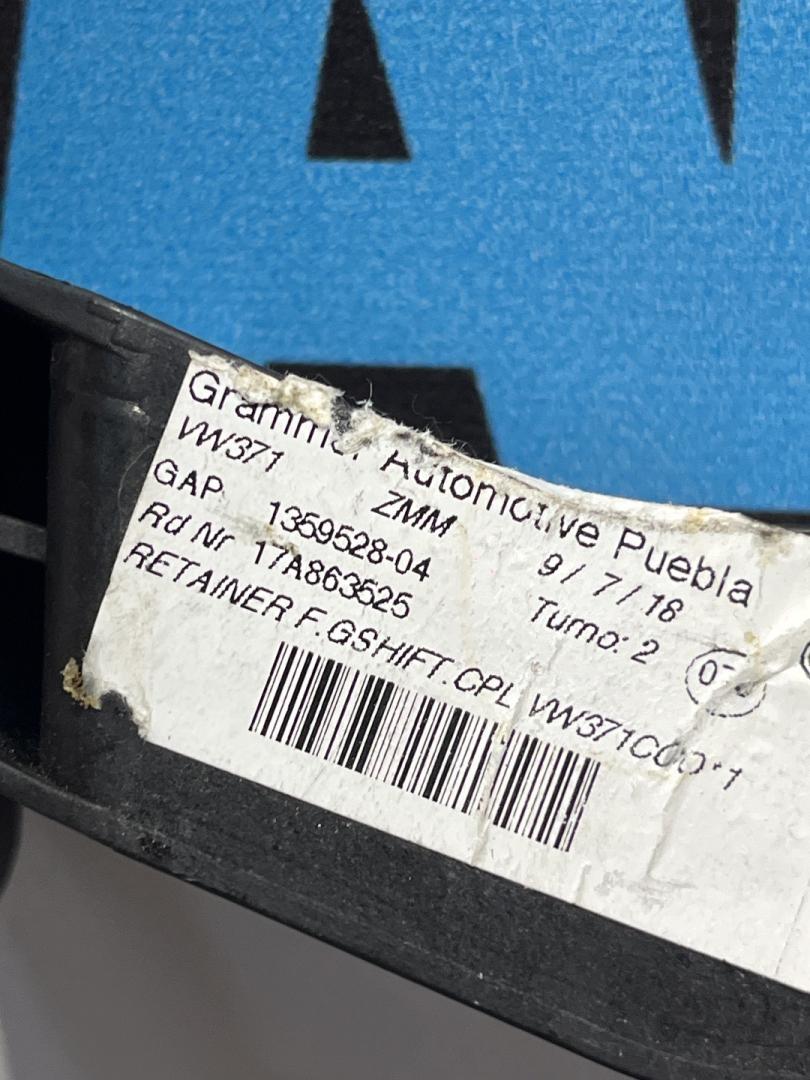 Grammer Automotive Puebla
VW371 ZMM 9/ 7/18
GAP 1359528-04 Turno: 2
Rd Nr 17A863525
RETAINER F.GSHIFT.CPL VW371C00*1